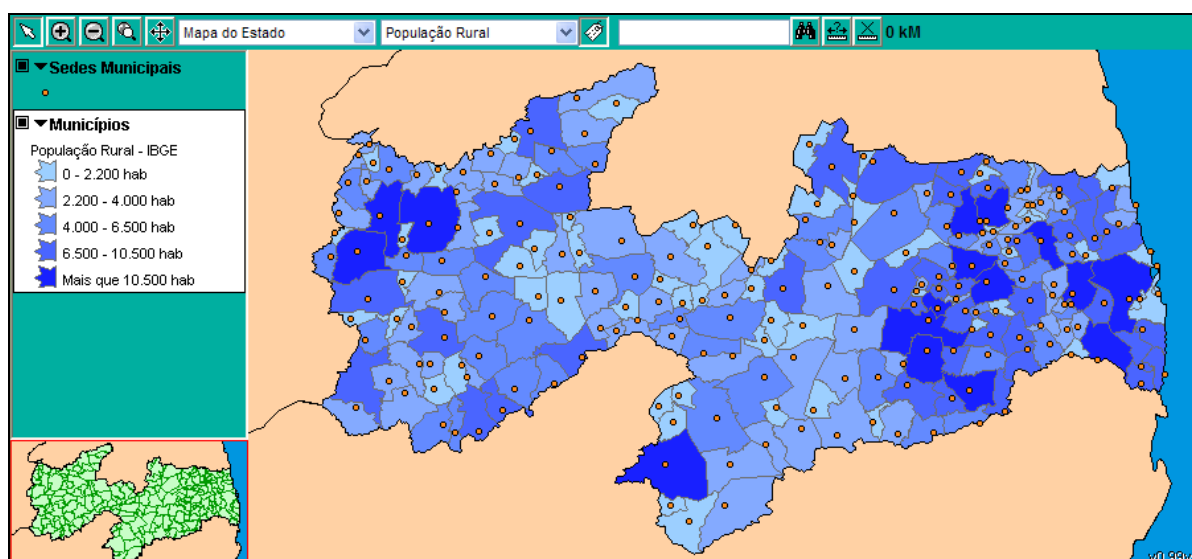 Mapa do Estado
População Rural
0 kM
Sedes Municipais
Municípios
População Rural - IBGE
0 - 2.200 hab
2.200 - 4.000 hab
4.000 - 6.500 hab
6.500 - 10.500 hab
Mais que 10.500 hab